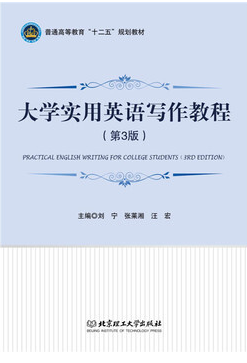 普通高等教育“十二五”规划教材
大学实用英语写作教程
（第3版）
PRACTICAL ENGLISH WRITING FOR COLLEGE STUDENTS（3RD EDITION）
主编◎刘 宁 张莱湘 汪 宏
北京理工大学出版社
BEIJING INSTITUTE OF TECHNOLOGY PRESS